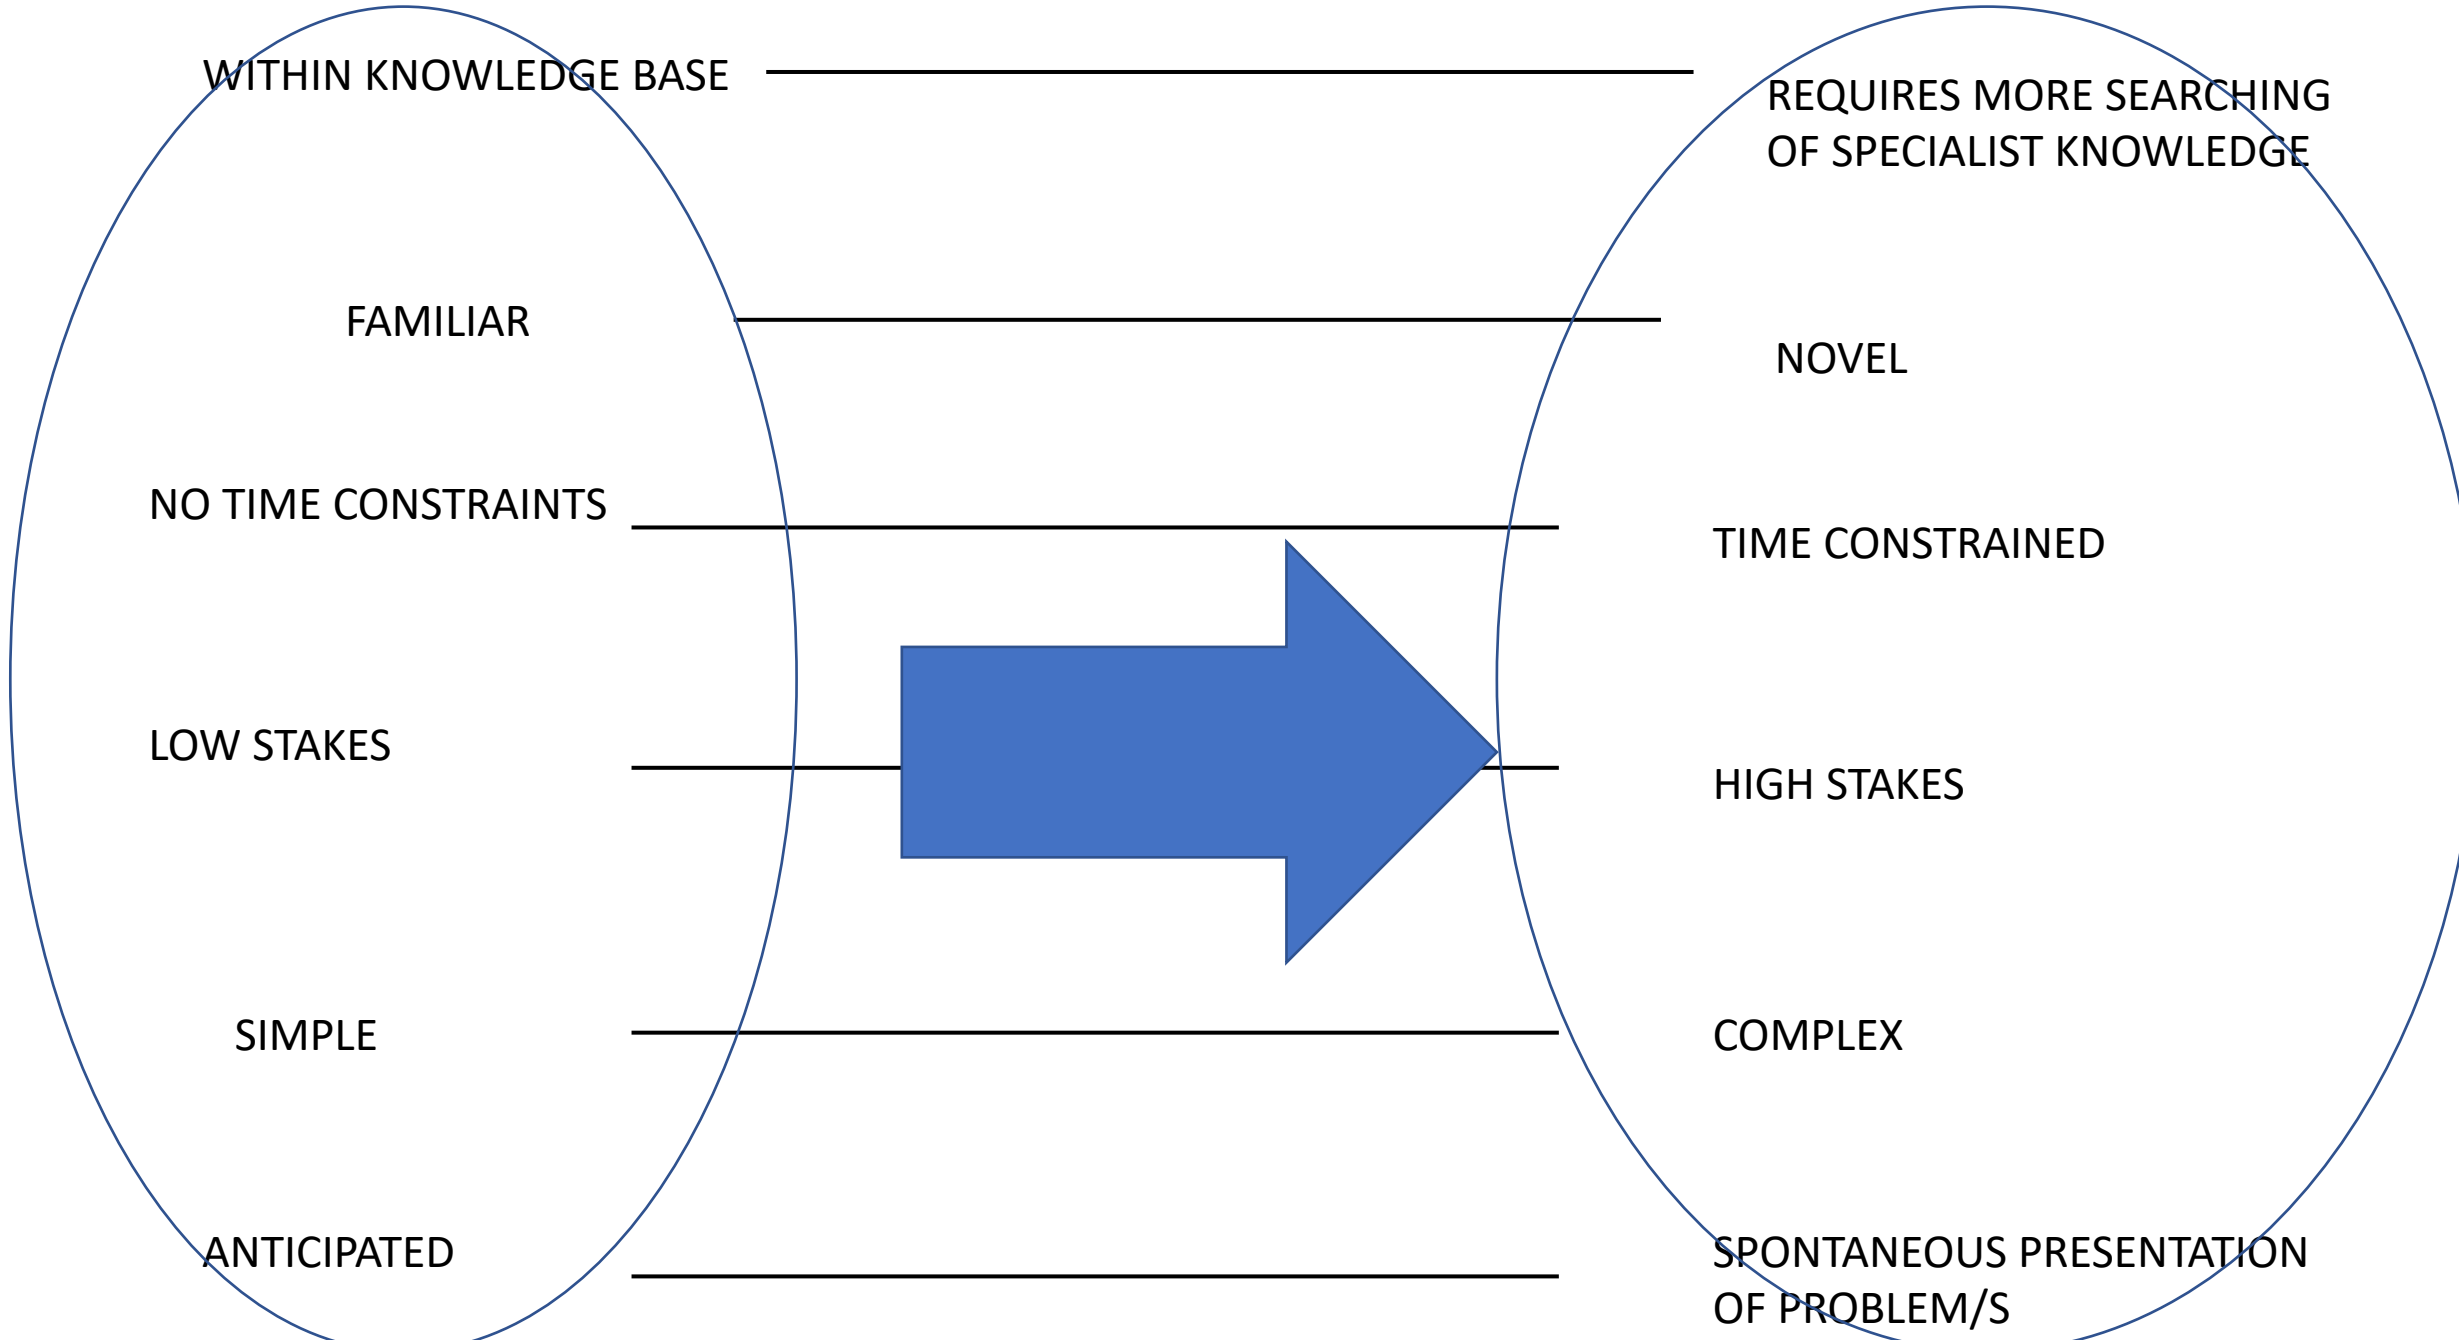 WITHIN KNOWLEDGE BASE
REQUIRES MORE SEARCHING
OF SPECIALIST KNOWLEDGE
FAMILIAR
NOVEL
NO TIME CONSTRAINTS
TIME CONSTRAINED
LOW STAKES
HIGH STAKES
SIMPLE
COMPLEX
ANTICIPATED
SPONTANEOUS PRESENTATION
OF PROBLEM/S